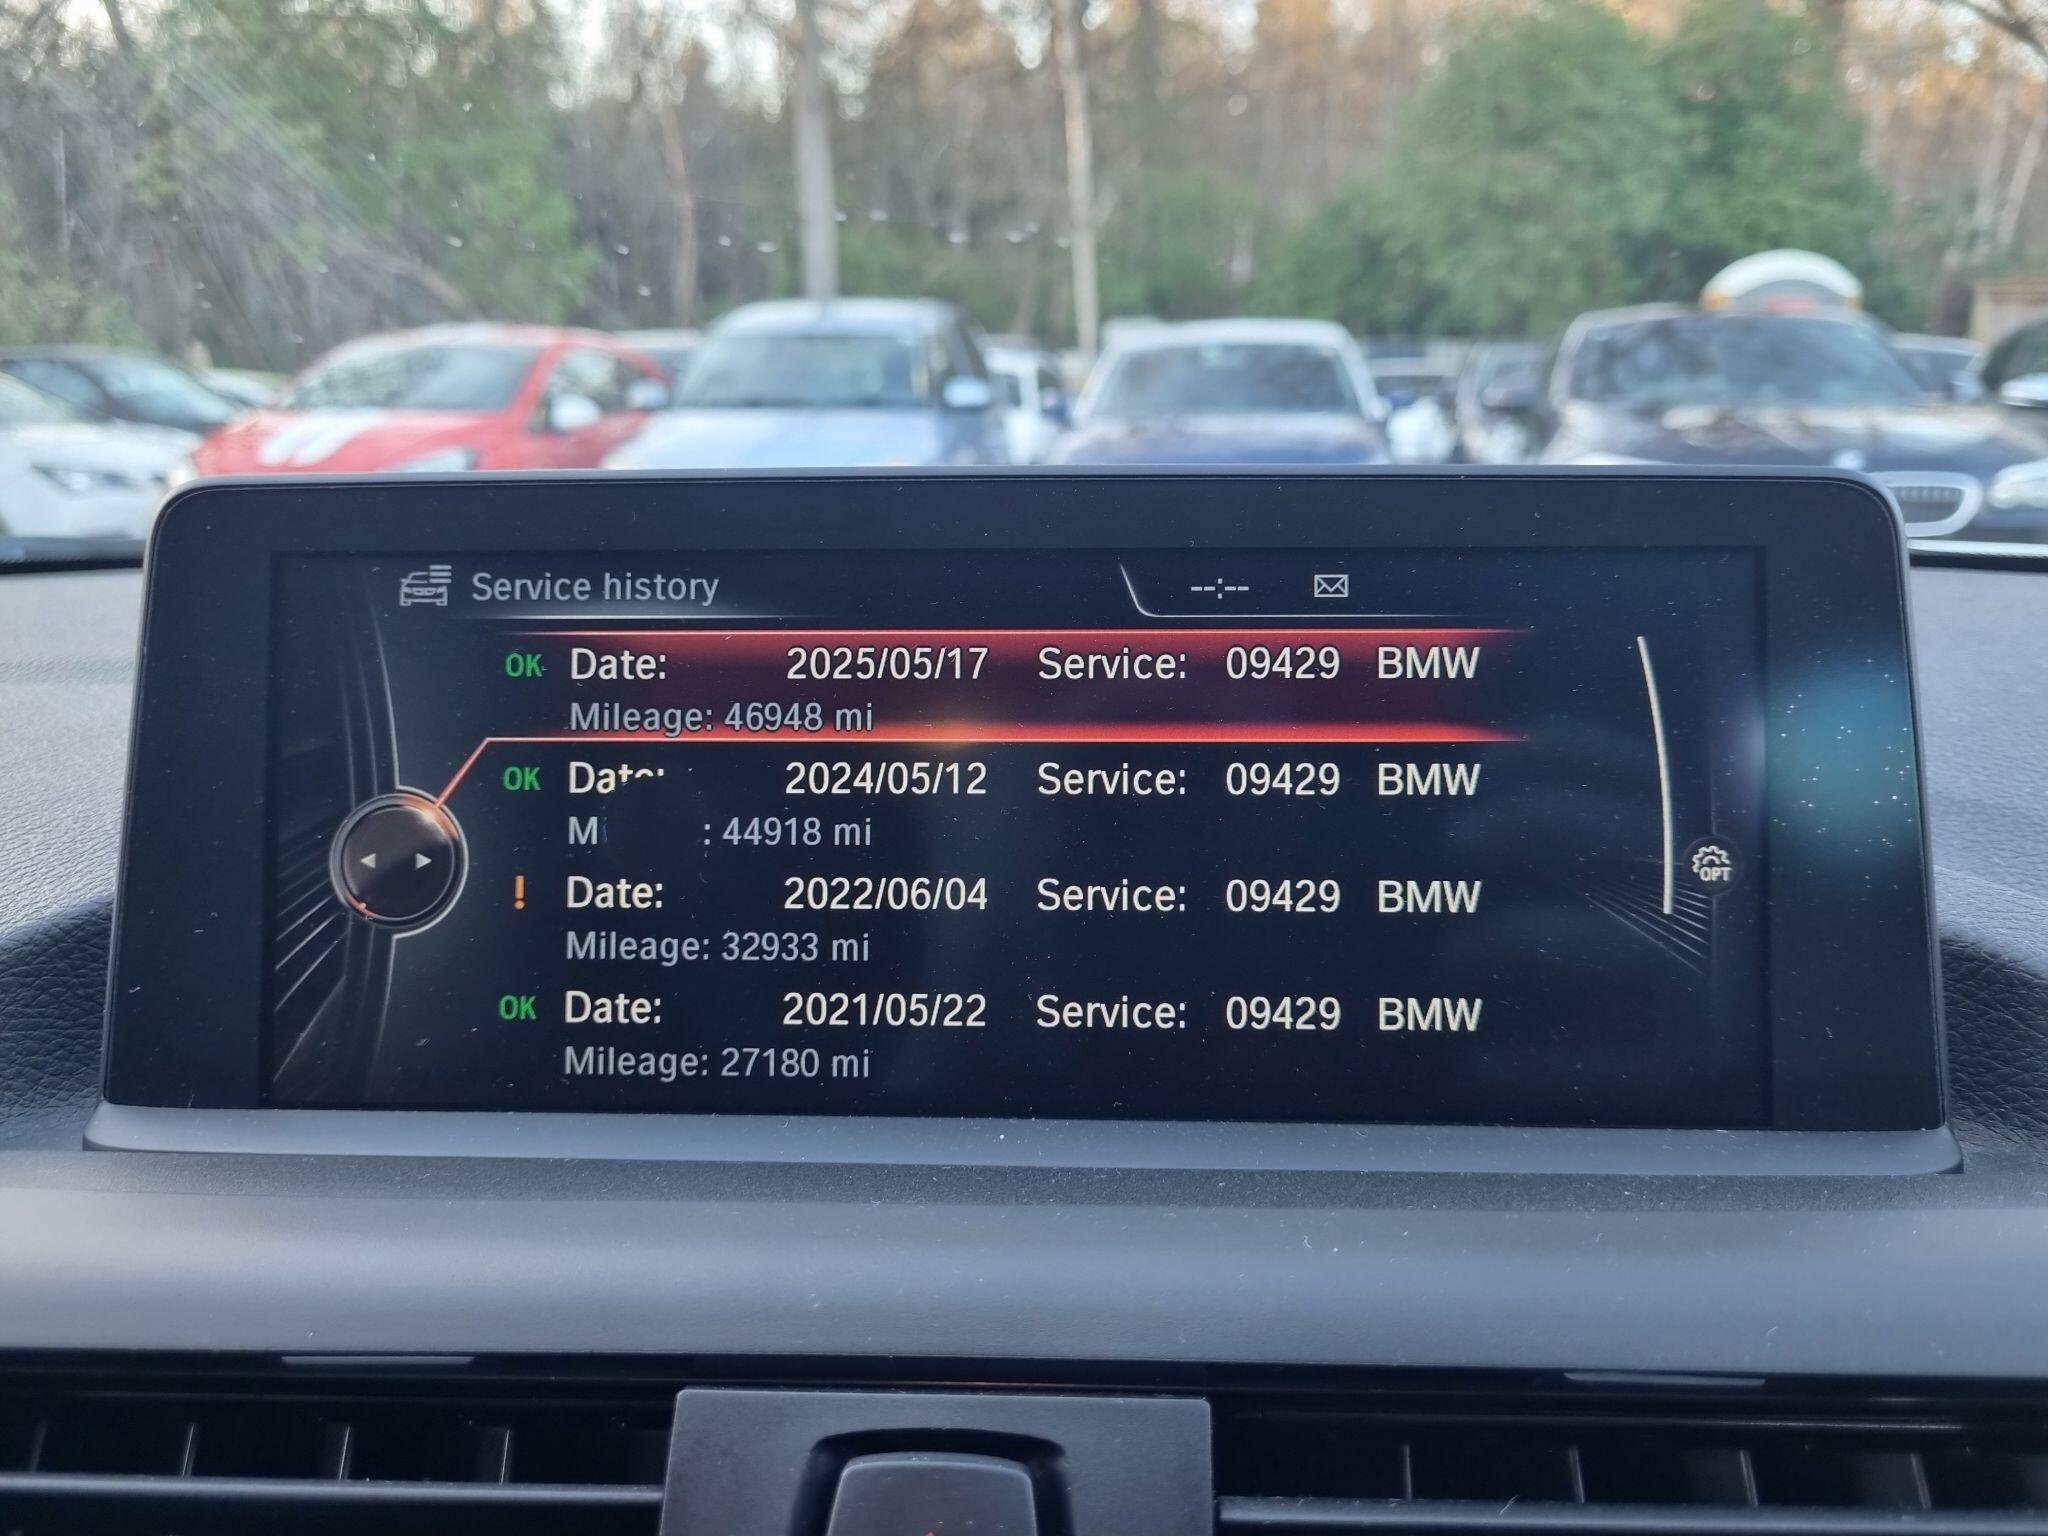 Service history --:--
OK Date: 2025/05/17 Service: 09429 BMW
Mileage: 46948 mi
OK 2024/05/12 Service: 09429 BMW
M : 44918 mi
! Date: 2022/06/04 Service: 09429 BMW
Mileage: 32933 mi
OPT
OK Date: 2021/05/22 Service: 09429 BMW
Mileage: 27180 mi